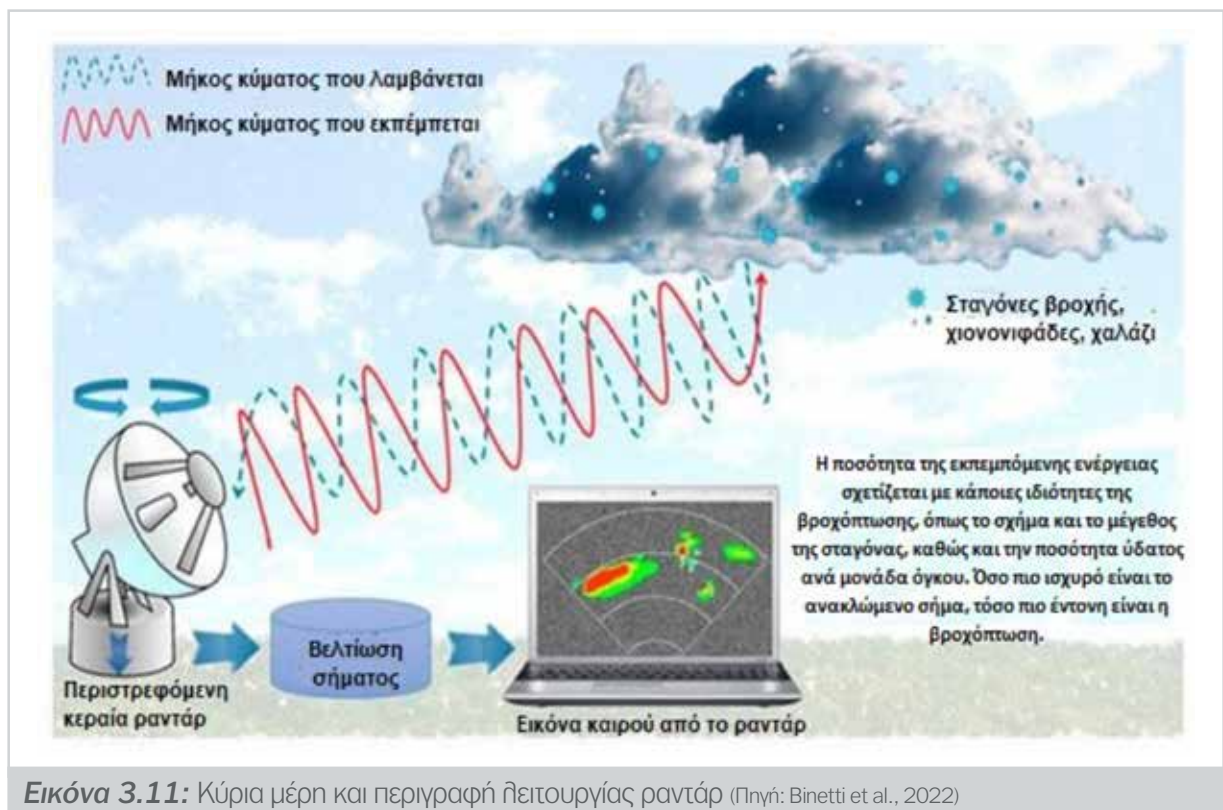 Μήκος κύματος που λαμβάνεται
Μήκος κύματος που εκπέμπεται
Σταγόνες βροχής,
χιονονιφάδες, χαλάζι
Η ποσότητα της εκπεμπόμενης ενέργειας
σχετίζεται με κάποιες ιδιότητες της
βροχόπτωσης, όπως το σχήμα και το μέγεθος
της σταγόνας, καθώς και την ποσότητα ύδατος
ανά μονάδα όγκου. Όσο πιο ισχυρό είναι το
ανακλώμενο σήμα, τόσο πιο έντονη είναι η
βροχόπτωση.
Βελτίωση
σήματος
Περιστρεφόμενη
κεραία ραντάρ
Εικόνα καιρού από το ραντάρ
Εικόνα 3.11: Κύρια μέρη και περιγραφή λειτουργίας ραντάρ (Πηγή: Binetti et al., 2022)